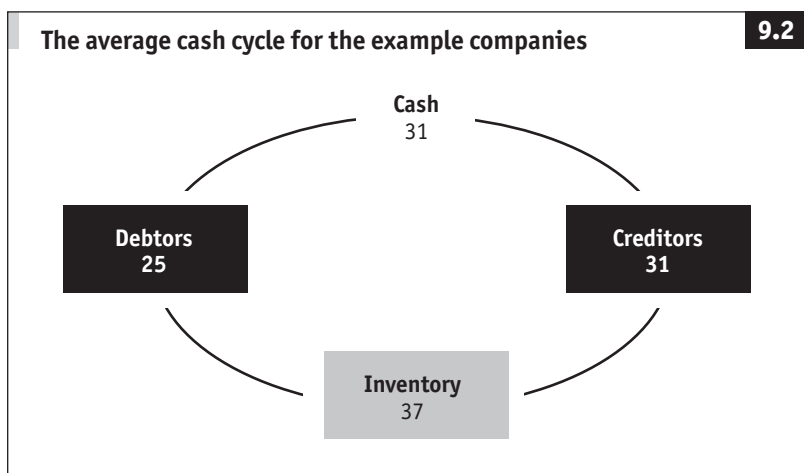 The average cash cycle for the example companies
9.2
Cash
31
Debtors
25
Creditors
31
Inventory
37